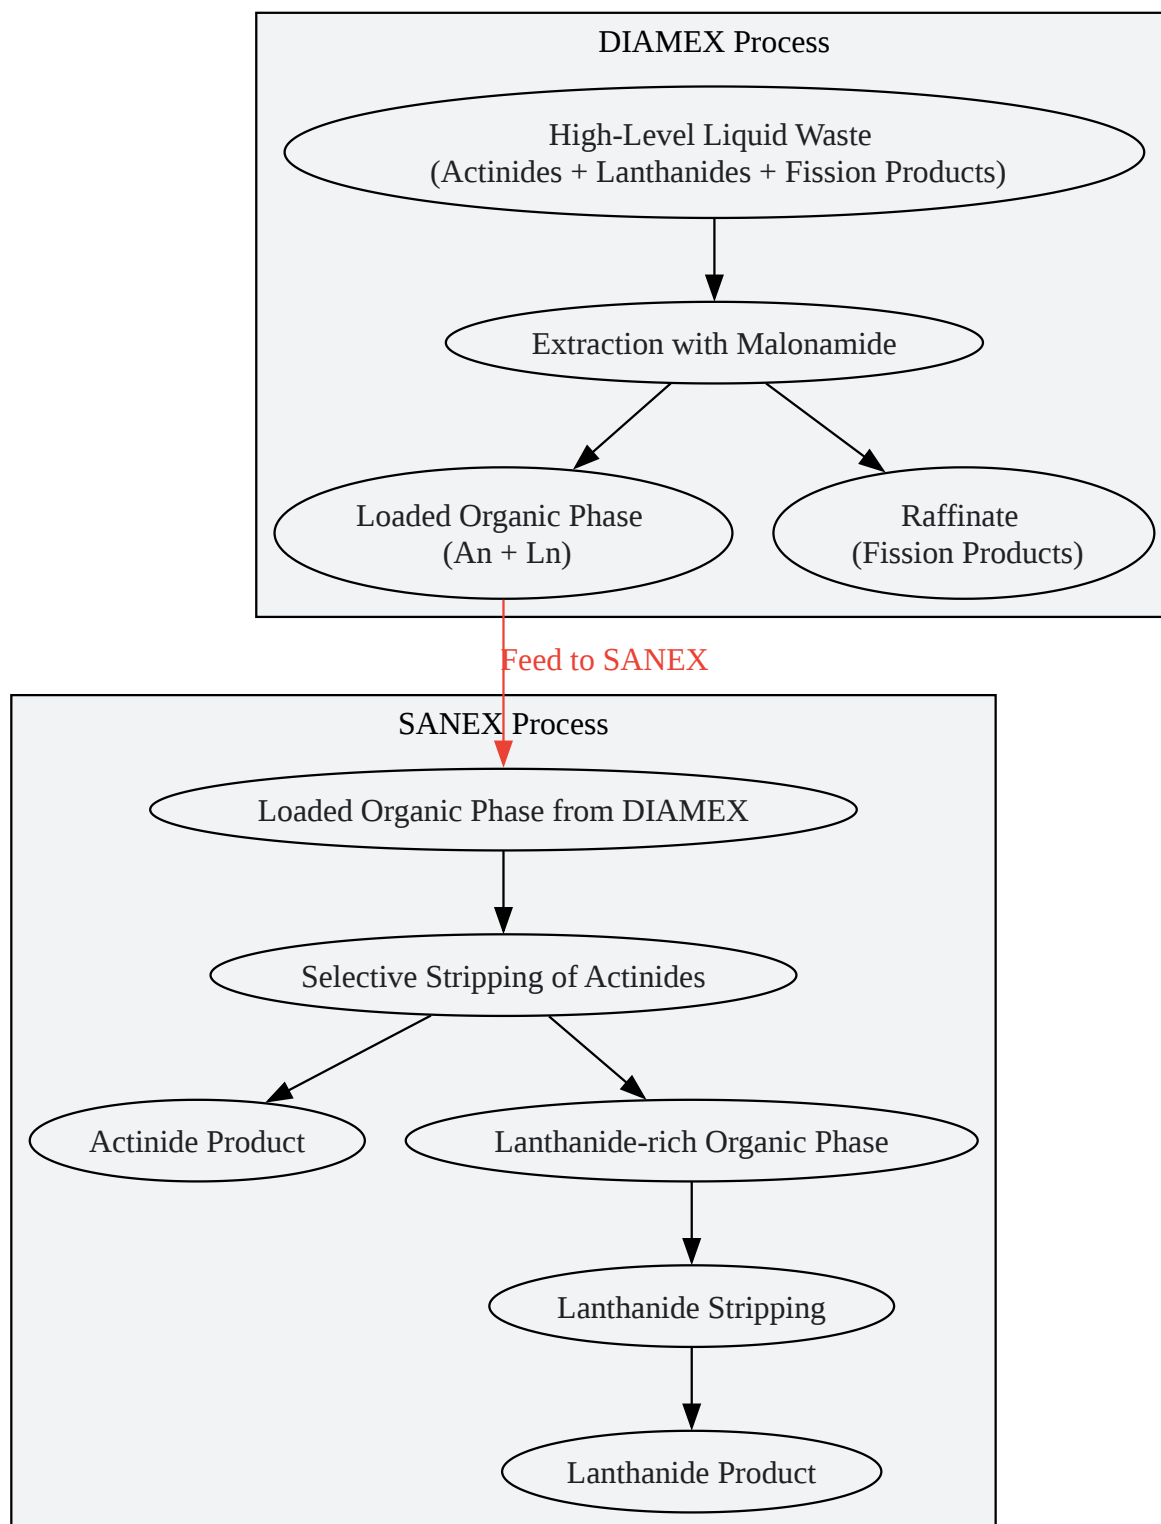 DIAMEX Process
High-Level Liquid Waste
(Actinides + Lanthanides + Fission Products)
Extraction with Malonamide
Loaded Organic Phase
(An + Ln)
Raffinate
(Fission Products)
Feed to SANEX
SANEX Process
Loaded Organic Phase from DIAMEX
Selective Stripping of Actinides
Actinide Product
Lanthanide-rich Organic Phase
Lanthanide Stripping
Lanthanide Product